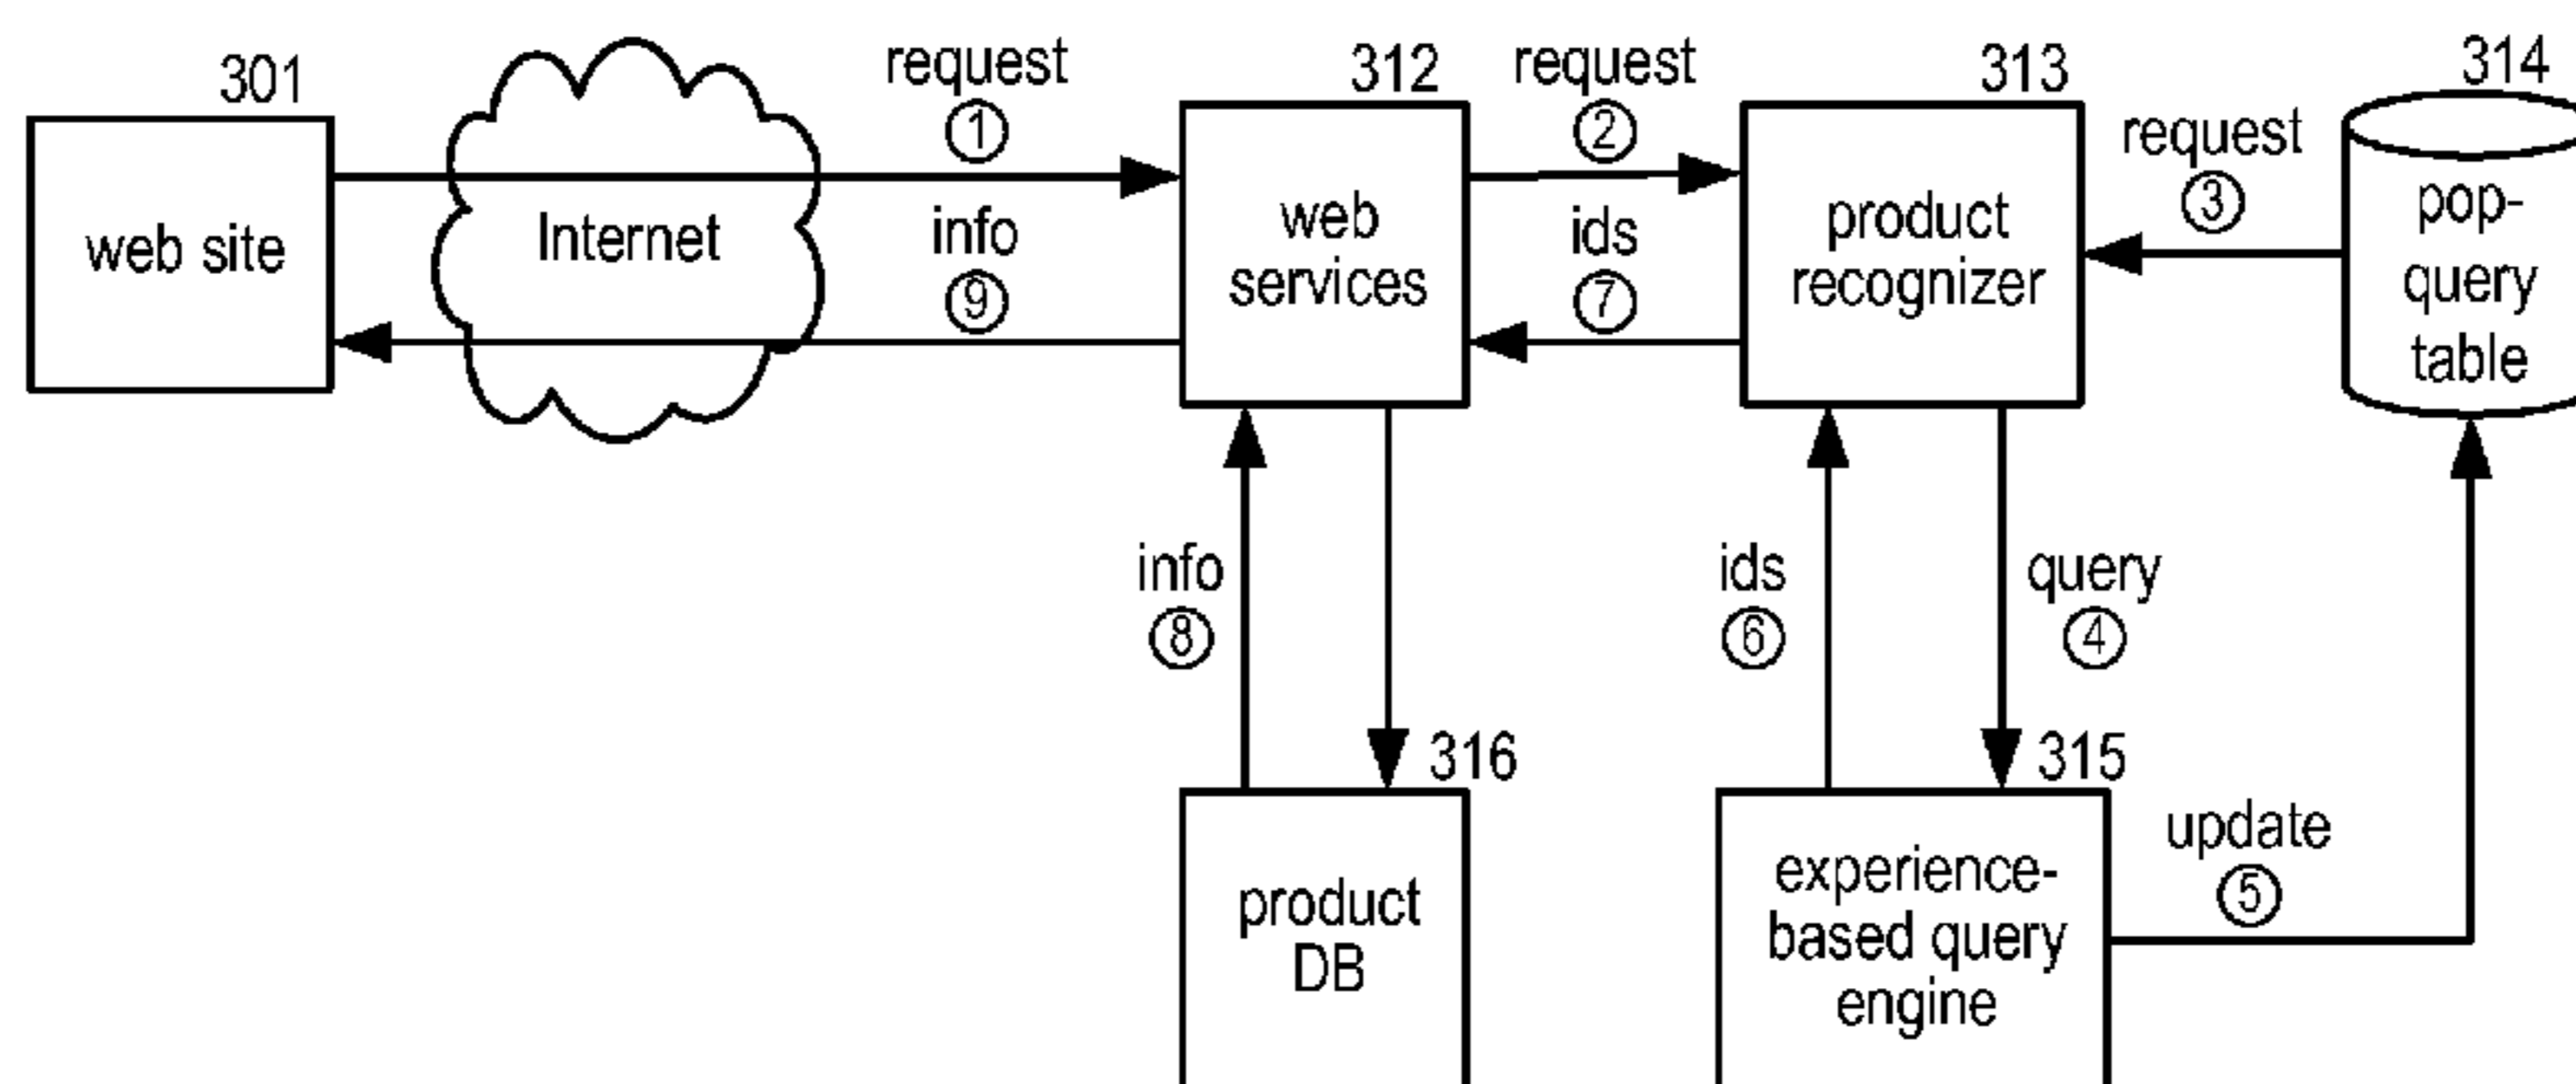 301
web site
Internet
request
1
info
9
312
web
services
request
2
ids
7
313
product
recognizer
request
3
314
pop-
query
table
info
8
316
product
DB
ids
6
query
4
315
experience-
based query
engine
update
5